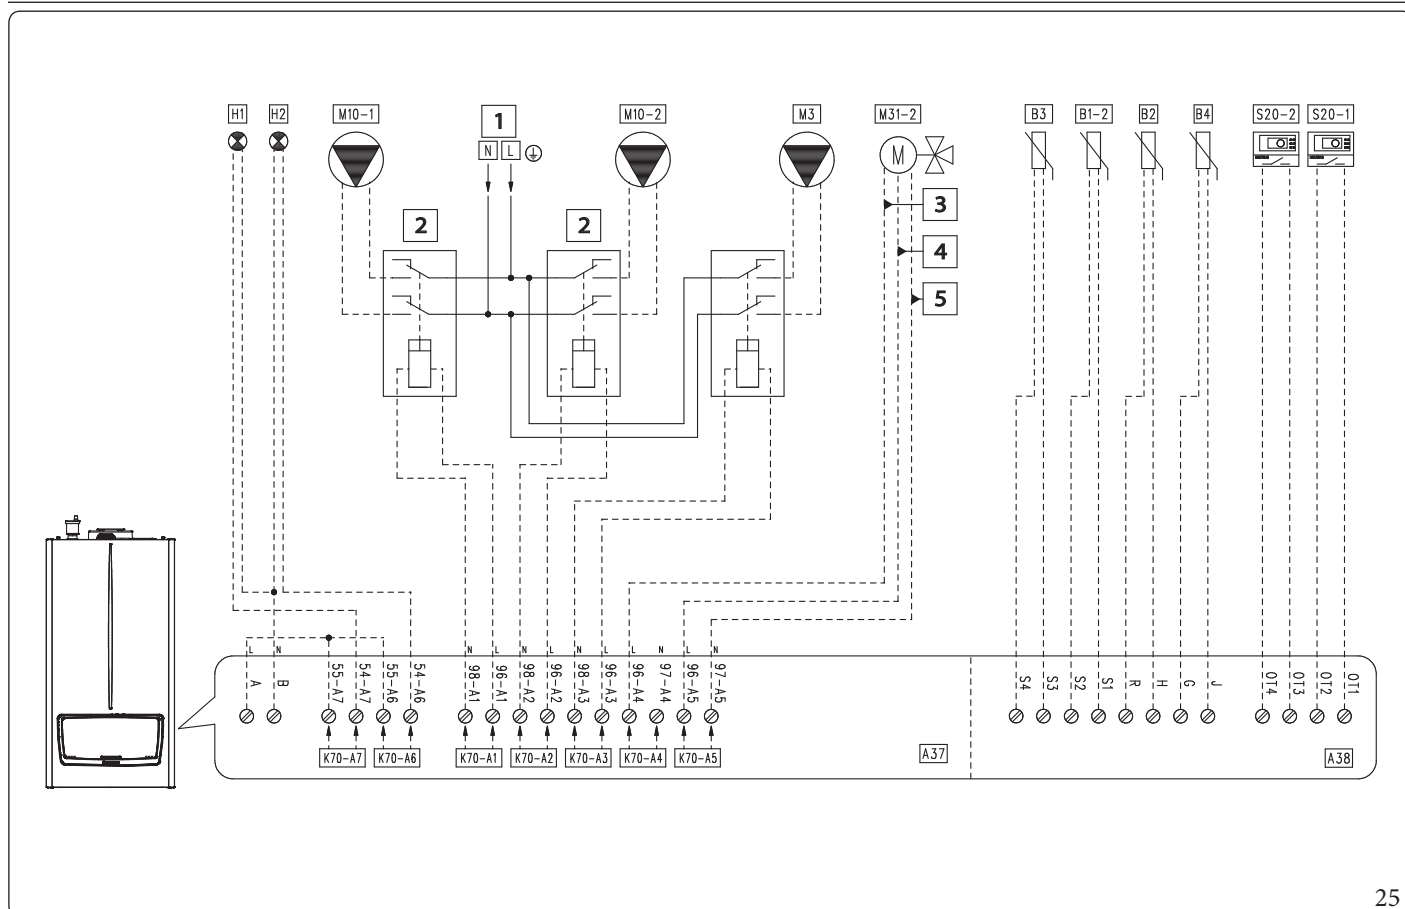 H1 H2 M10-1 1 M10-2 M3 M31-2 B3 B1-2 B2 B4 S20-2 S20-1
N L
M
2 2 3
4
5
L N N L N L N L L N L N
A B 55-A7 54-A7 55-A6 54-A6 98-A1 96-A1 98-A2 96-A2 98-A3 96-A3 96-A4 97-A4 96-A5 97-A5 S4 S3 S2 S1 R H G J OT4 OT3 OT2 OT1
K70-A7 K70-A6 K70-A1 K70-A2 K70-A3 K70-A4 K70-A5 A37 A38
25